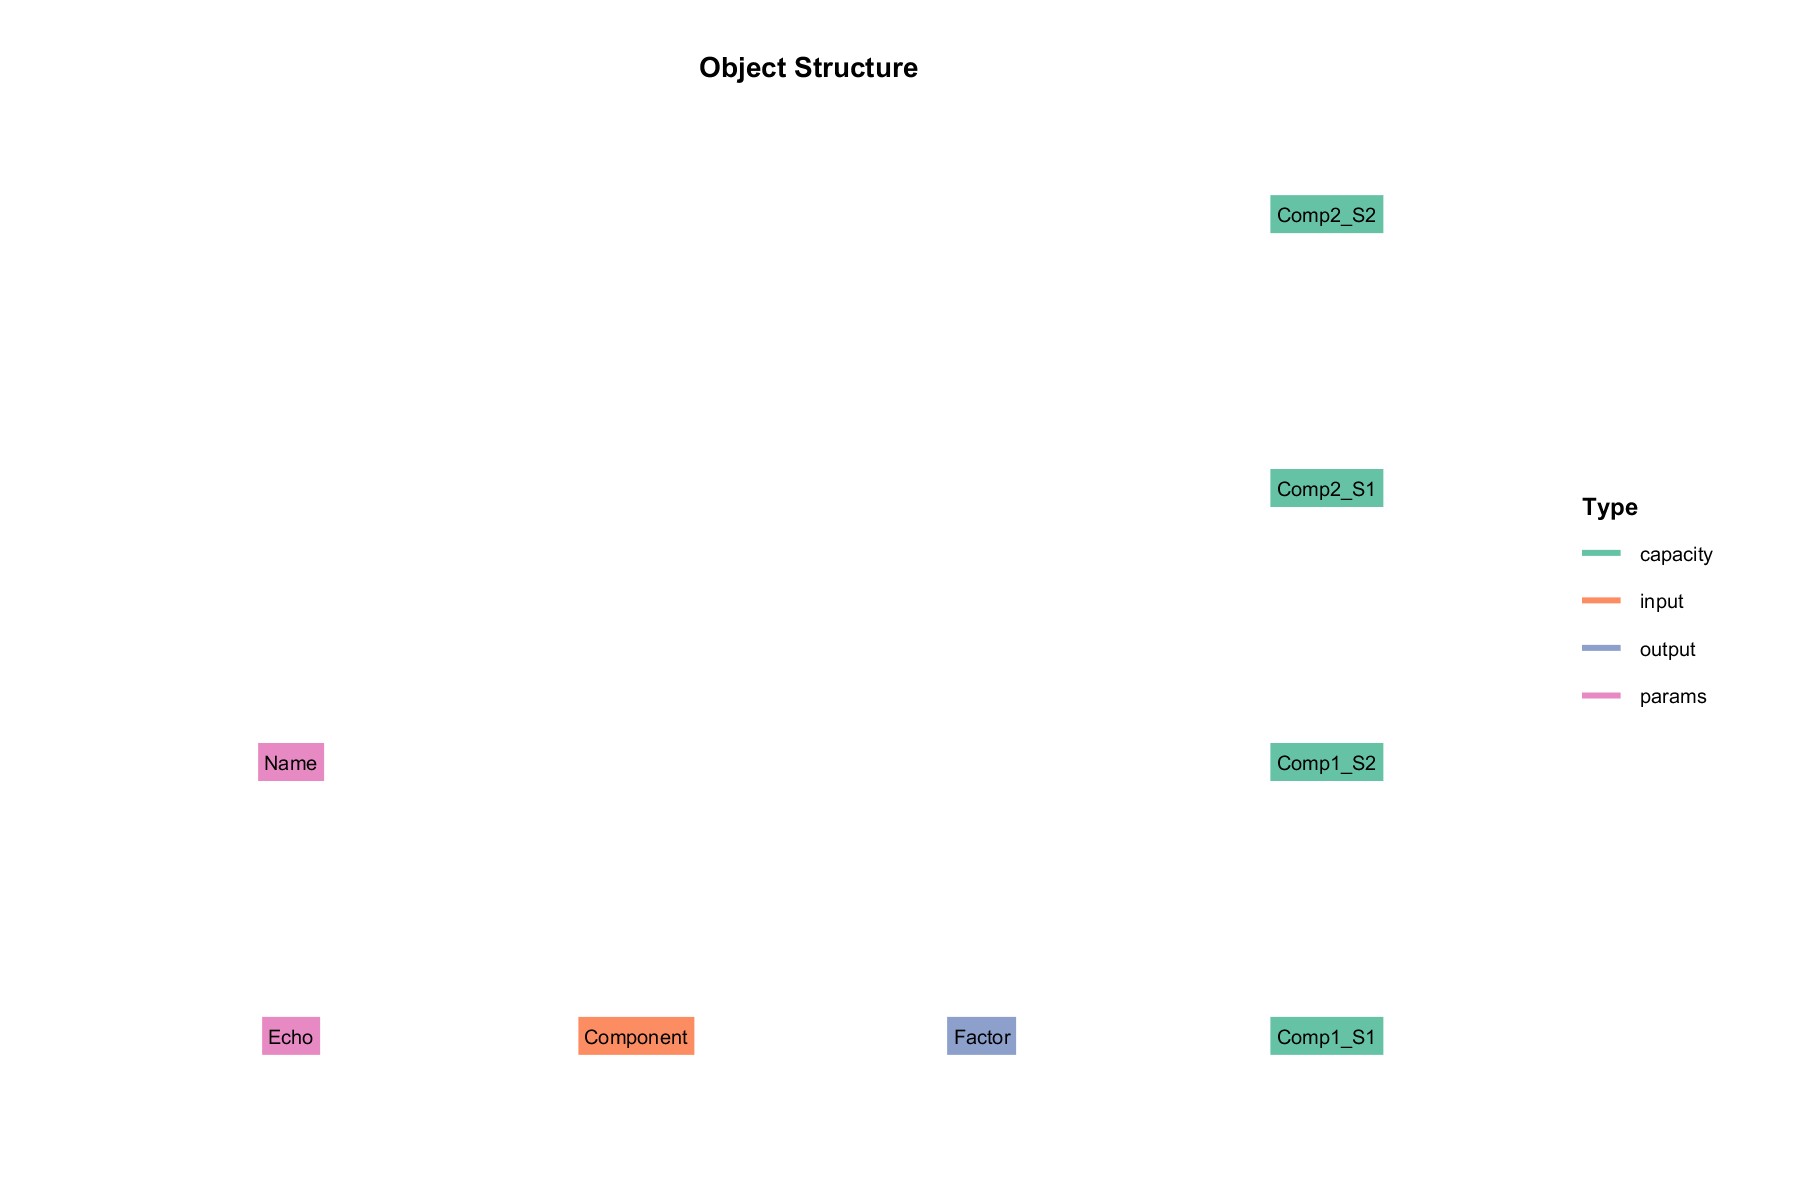 Object Structure
Comp2_S2
Comp2_S1
Type
capacity
input
output
params
Name
Comp1_S2
Echo
Component
Factor
Comp1_S1